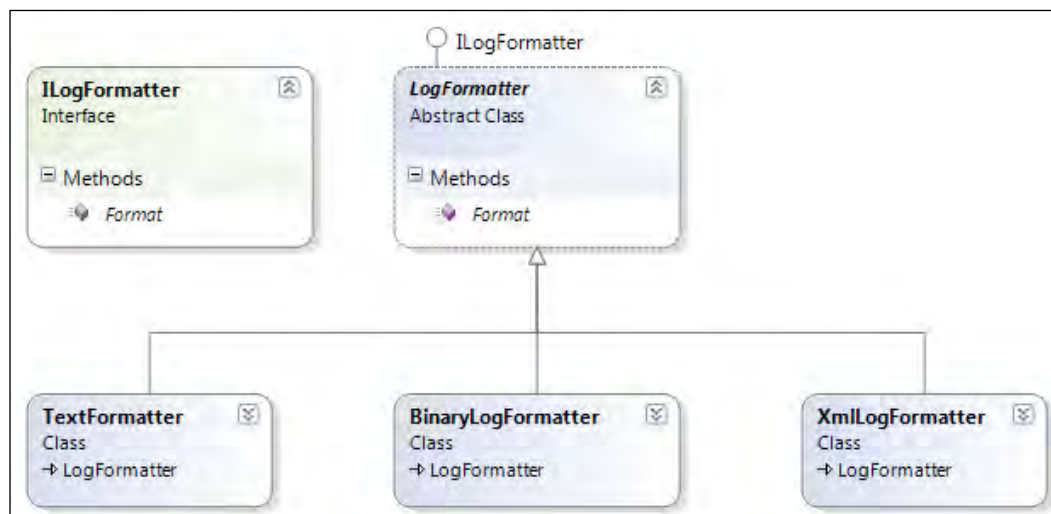 ILogFormatter
ILogFormatter
Interface
Methods
Format
LogFormatter
Abstract Class
Methods
Format
TextFormatter
Class
LogFormatter
BinaryLogFormatter
Class
LogFormatter
XmlLogFormatter
Class
LogFormatter